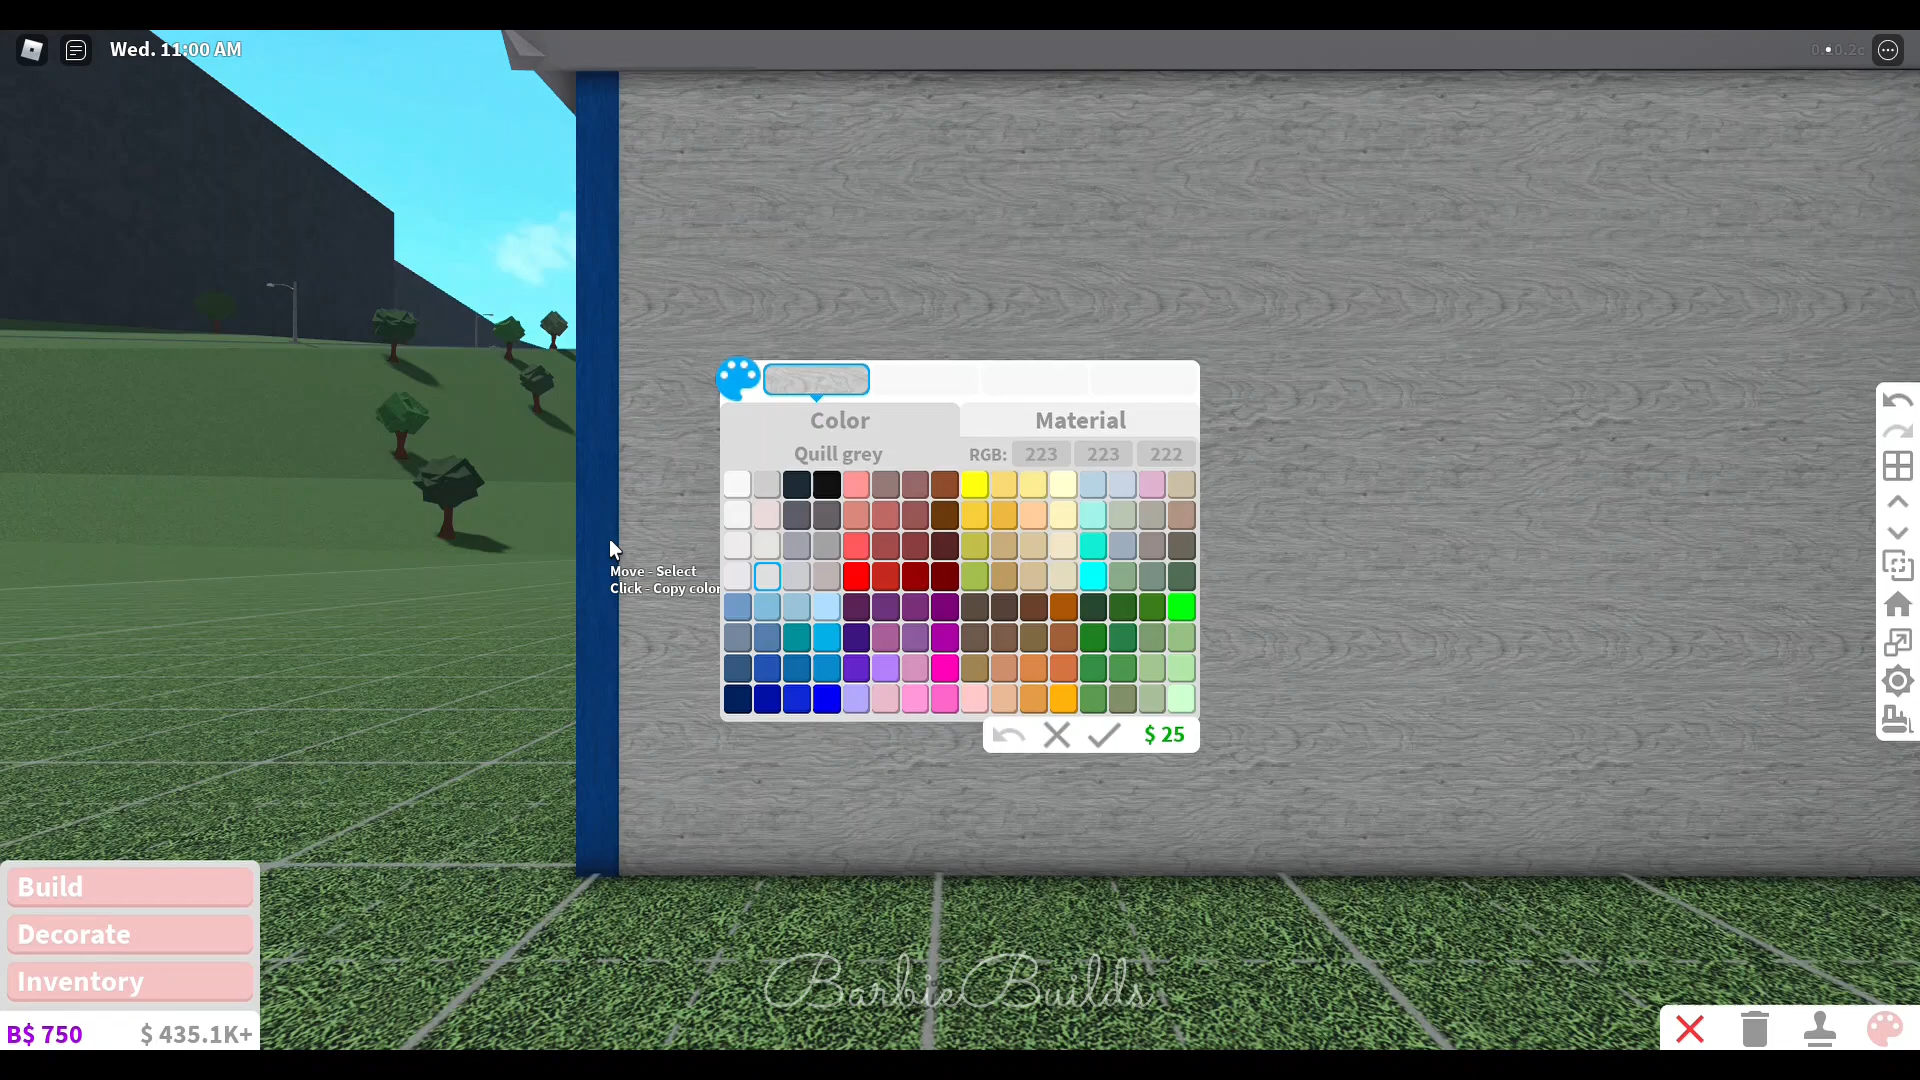 Wed. 11:00 AM
Color
Material
Quill grey
RGB: 223 223 222
Move - Select
Click - Copy color
$ 25
Build
Decorate
Inventory
BarbieBuilds
B$ 750
$ 435.1K+